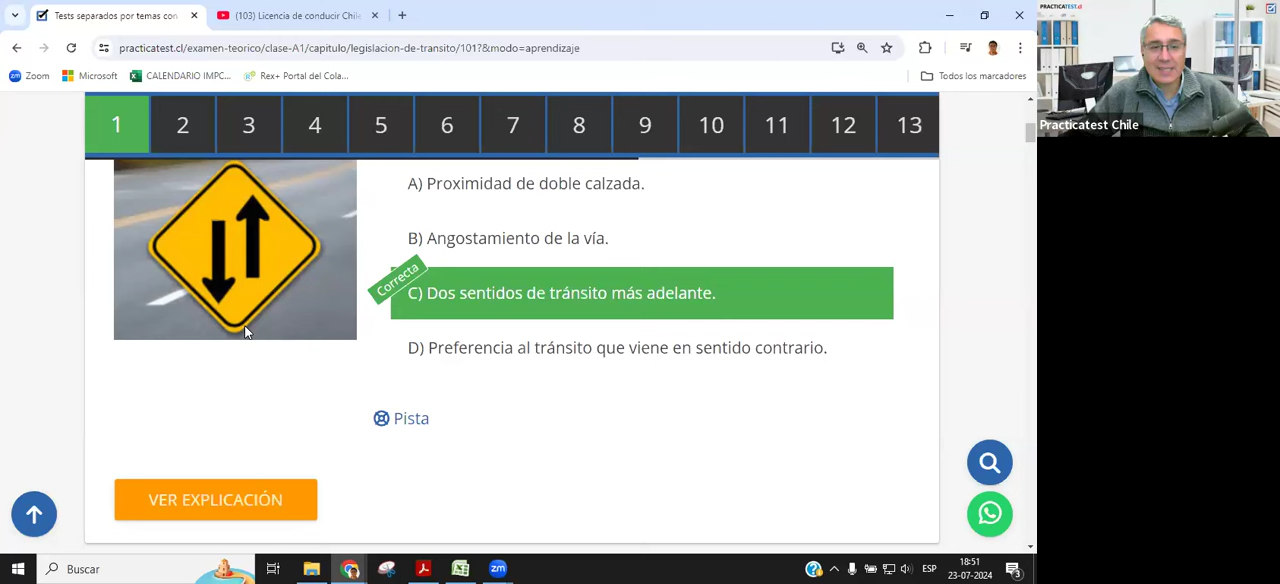 Tests separados por temas con
(103) Licencia de conducir
practicatest.cl/examen-teorico/clase-A1/capitulo/legislacion-de-transito/101?&modo=aprendizaje
Zoom
Microsoft
CALENDARIO IMPC...
Rex+ Portal del Cola...
Todos los marcadores
PRACTICATEST.cl
Practicatest Chile
1 2 3 4 5 6 7 8 9 10 11 12 13
A) Proximidad de doble calzada.
B) Angostamiento de la vía.
Correcta
C) Dos sentidos de tránsito más adelante.
D) Preferencia al tránsito que viene en sentido contrario.
Pista
VER EXPLICACIÓN
Buscar
ESP
18:51
23-07-2024
3